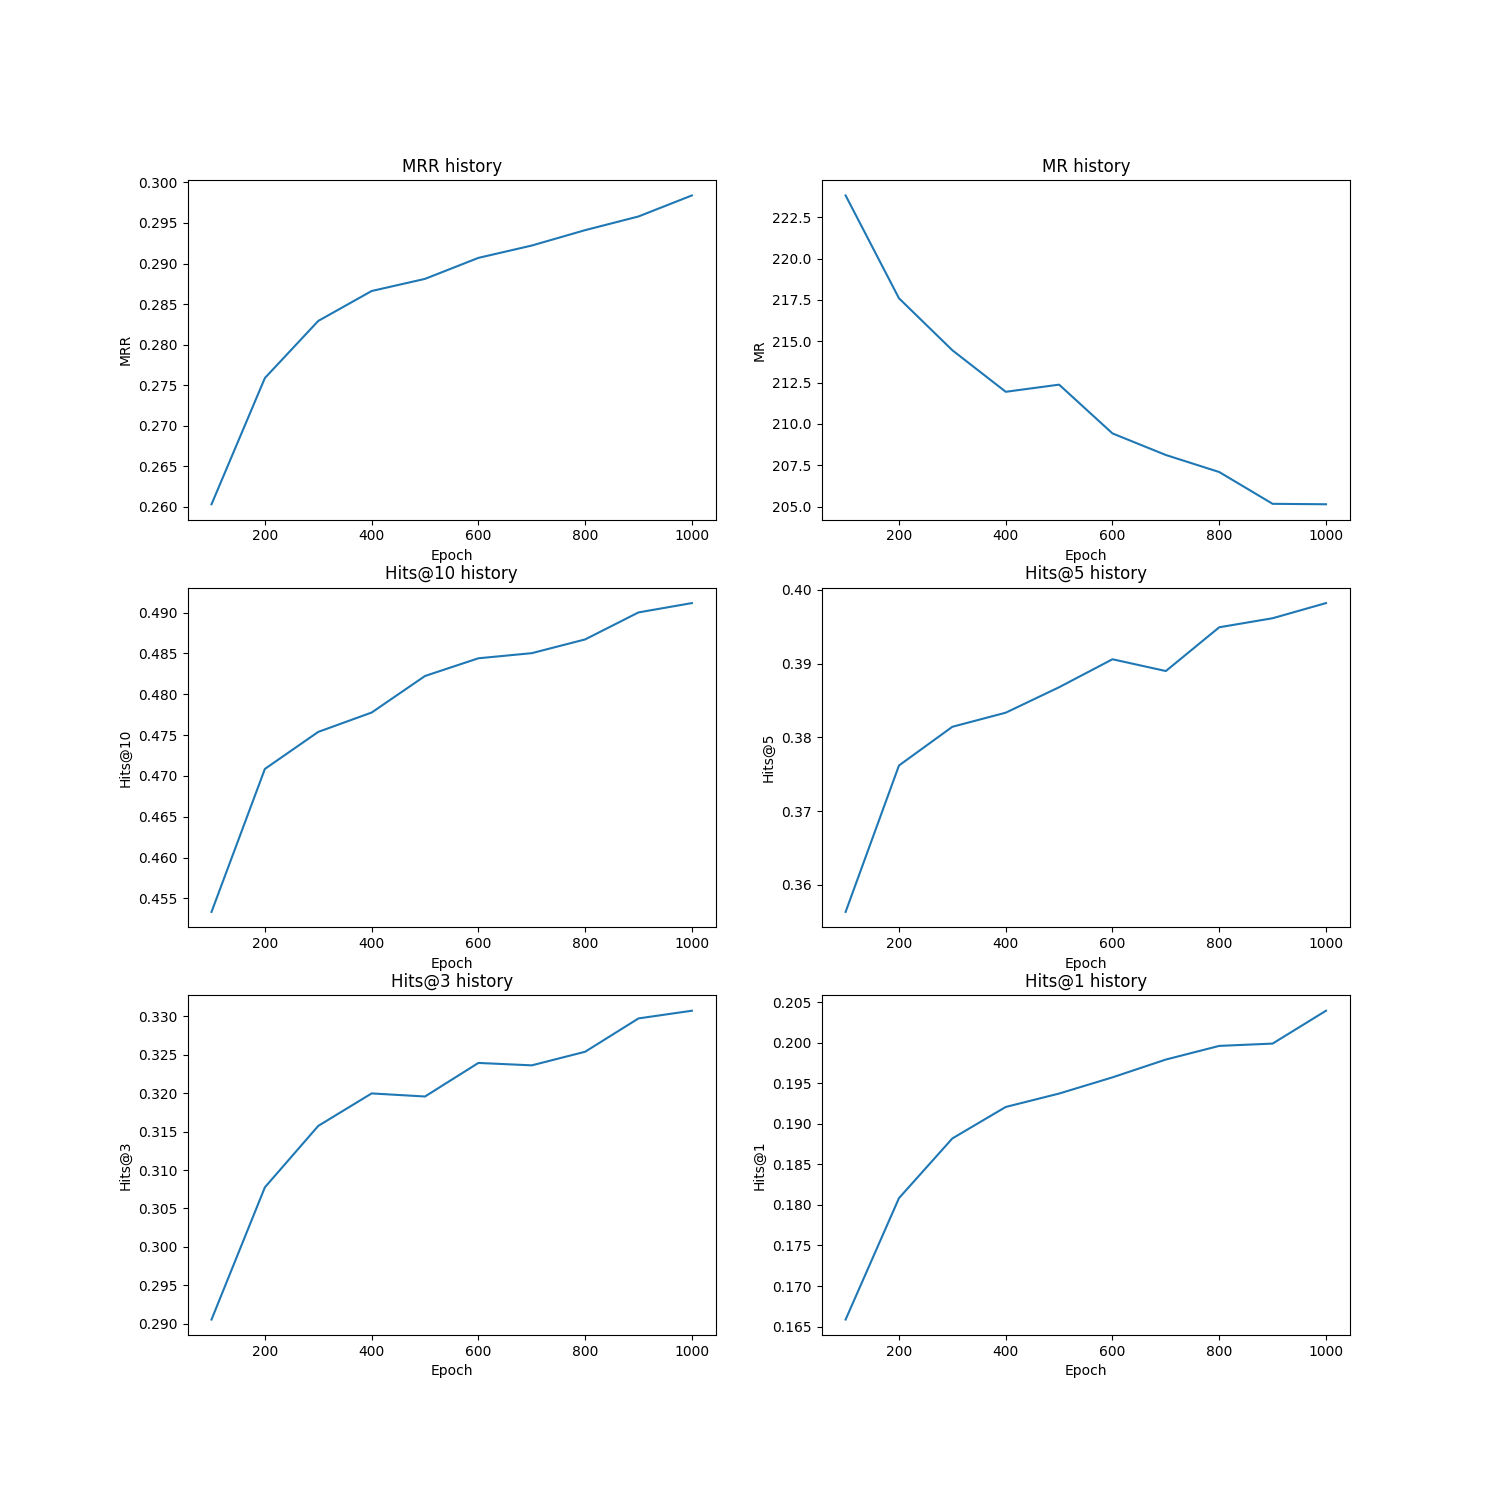 MRR history
0.300
0.295
0.290
0.285
0.280
0.275
0.270
0.265
0.260
MRR
200 400 600 800 1000
Epoch
MR history
222.5
220.0
217.5
215.0
212.5
210.0
207.5
205.0
MR
200 400 600 800 1000
Epoch
Hits@10 history
0.490
0.485
0.480
0.475
0.470
0.465
0.460
0.455
Hits@10
200 400 600 800 1000
Epoch
Hits@5 history
0.40
0.39
0.38
0.37
0.36
Hits@5
200 400 600 800 1000
Epoch
Hits@3 history
0.330
0.325
0.320
0.315
0.310
0.305
0.300
0.295
0.290
Hits@3
200 400 600 800 1000
Epoch
Hits@1 history
0.205
0.200
0.195
0.190
0.185
0.180
0.175
0.170
0.165
Hits@1
200 400 600 800 1000
Epoch